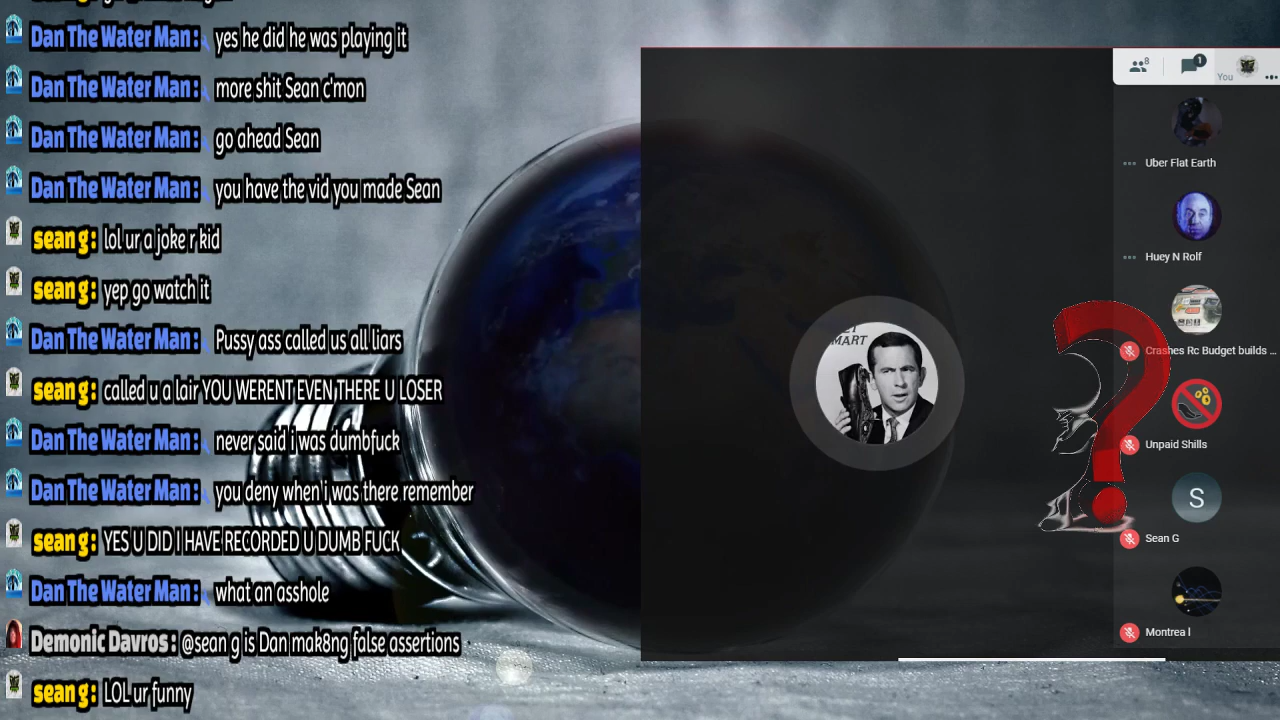 Dan The Water Man: yes he did he was playing it
Dan The Water Man: more shit Sean c'mon
Dan The Water Man: go ahead Sean
Dan The Water Man: you have the vid you made Sean
sean g: lol ur a joke r kid
sean g: yep go watch it
Dan The Water Man: Pussy ass called us all liars
sean g: called u a lair YOU WERENT EVEN THERE U LOSER
Dan The Water Man: never said i was dumbfuck
Dan The Water Man: you deny when i was there remember
sean g: YES U DID I HAVE RECORDED U DUMB FUCK
Dan The Water Man: what an asshole
Demonic Davros: @sean g is Dan mak8ng false assertions
sean g: LOL ur funny
MART
8
1
You
Uber Flat Earth
Huey N Rolf
Crashes Rc Budget builds ...
Unpaid Shills
S
Sean G
Montrea l